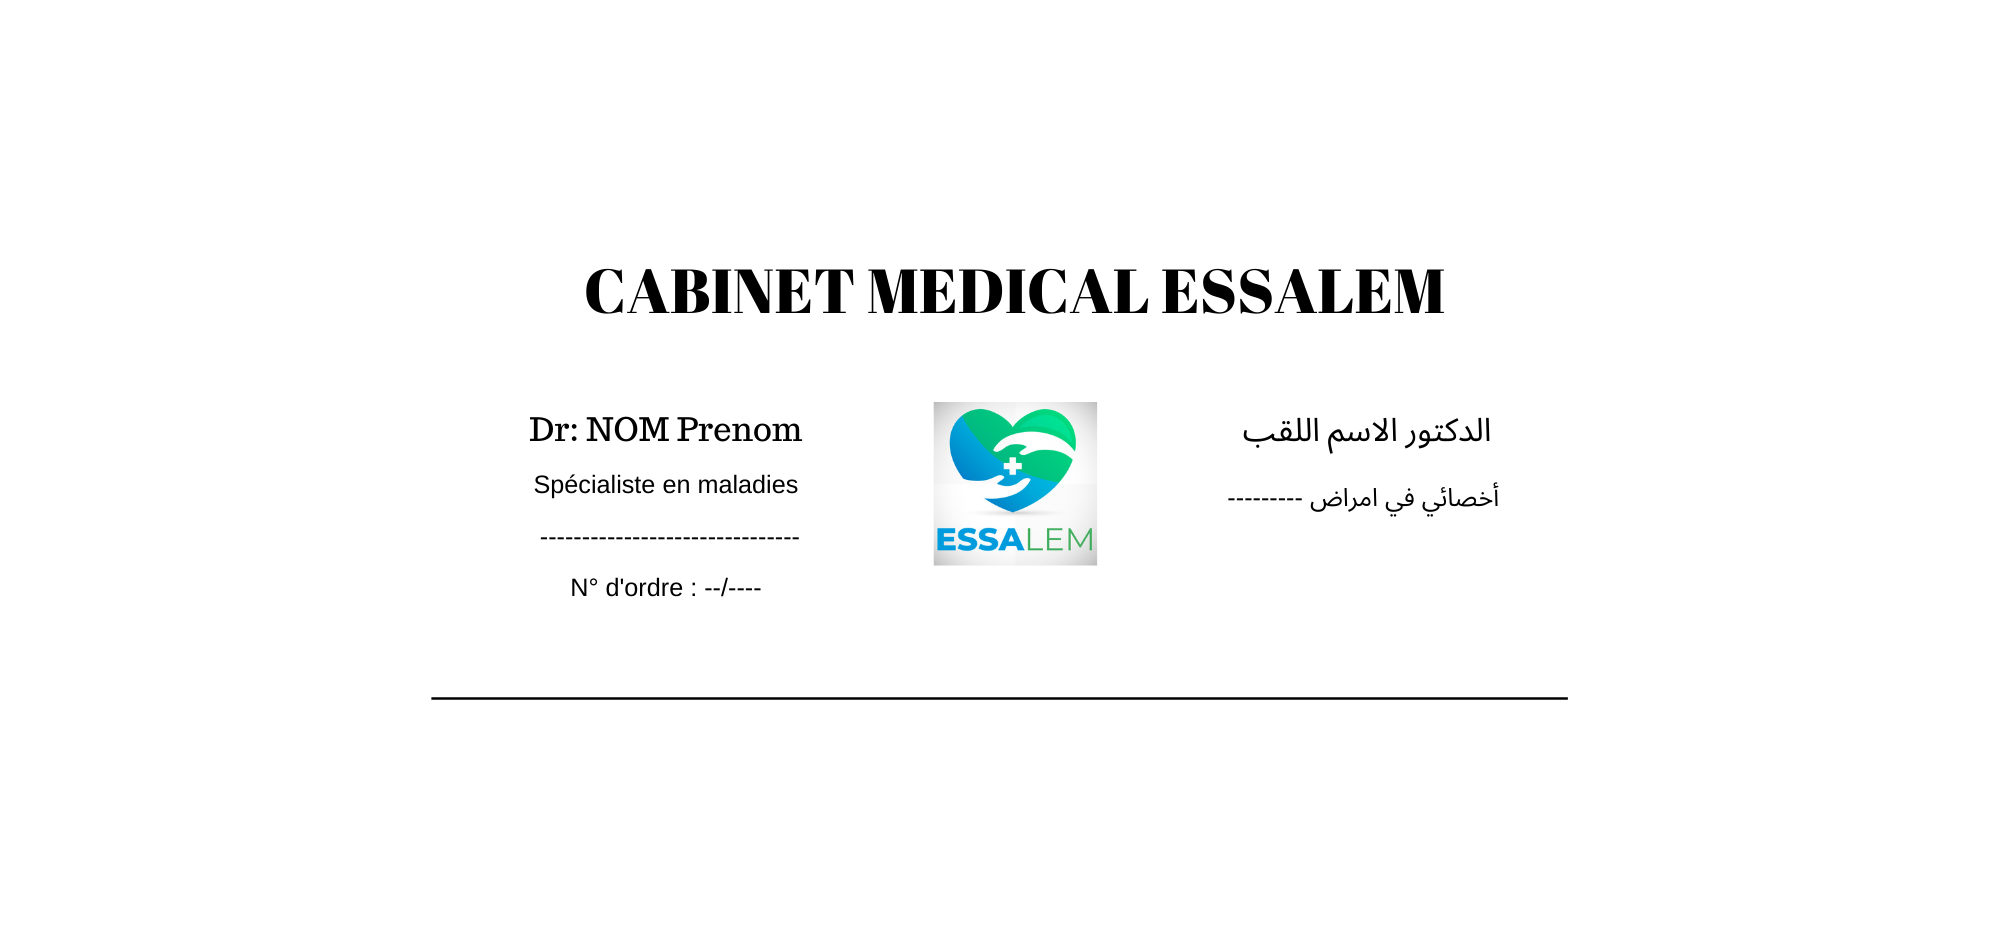 CABINET MEDICAL ESSALEM
Dr: NOM Prenom
Spécialiste en maladies
-------------------------------
N° d'ordre : --/----
ESSALEM
الدكتور الاسم اللقب
أخصائي في امراض ---------